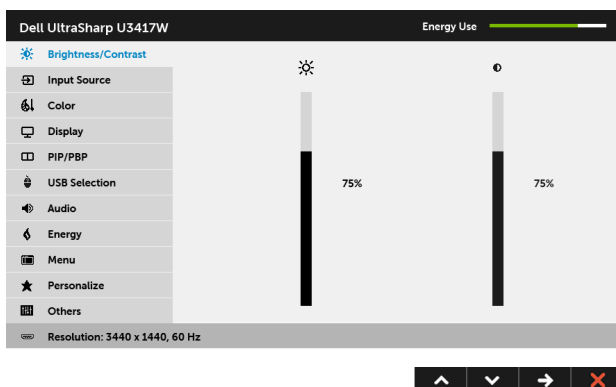 Dell UltraSharp U3417W
Energy Use
Brightness/Contrast
Input Source
Color
Display
PIP/PBP
USB Selection
Audio
Energy
Menu
Personalize
Others
75%
75%
Resolution: 3440 x 1440, 60 Hz